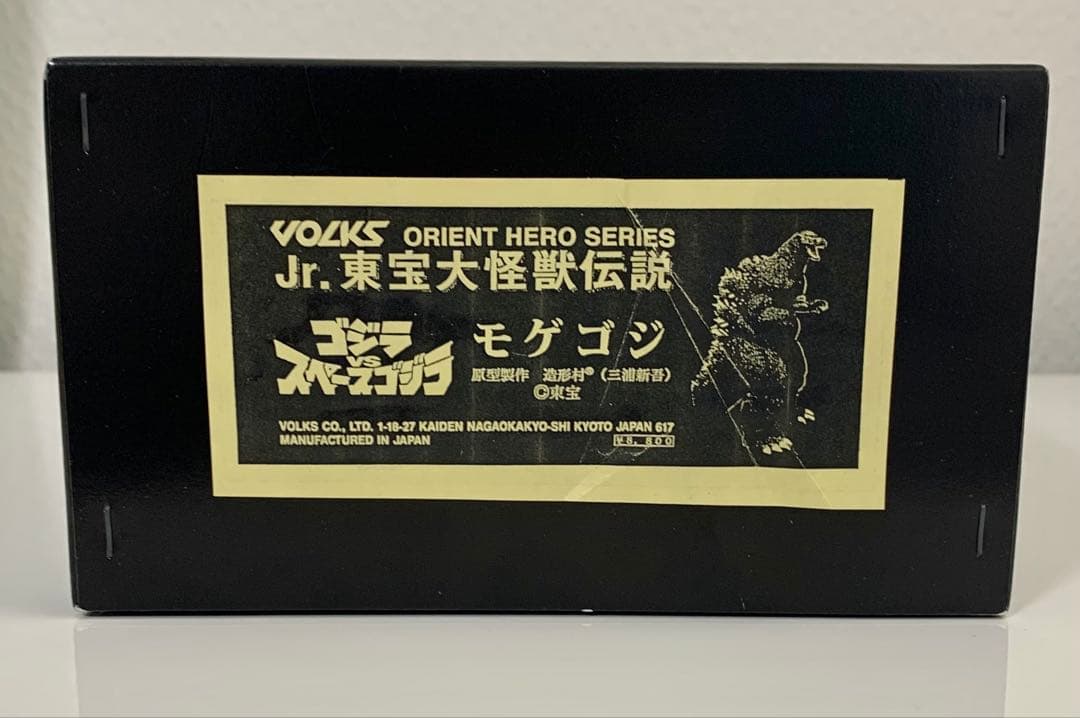 VOLKS ORIENT HERO SERIES
Jr.東宝大怪獣伝説
ゴジラ
VS
スペースゴジラ
モゲゴジ
原型製作 造形村® (三浦新吾)
©東宝
VOLKS CO., LTD. 1-18-27 KAIDEN NAGAOKAKYO-SHI KYOTO JAPAN 617
MANUFACTURED IN JAPAN
¥8,800